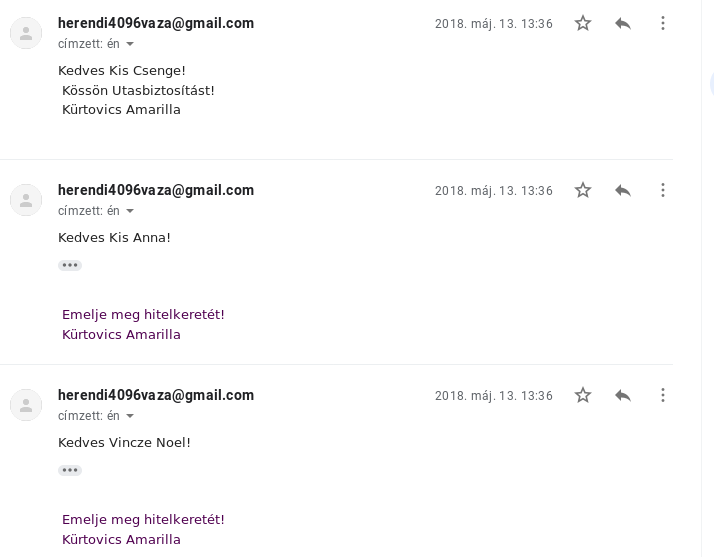 herendi4096vaza@gmail.com 2018. máj. 13. 13:36
címzett: én
Kedves Kis Csenge!
Kössön Utasbiztosítást!
Kürtovics Amarilla
herendi4096vaza@gmail.com 2018. máj. 13. 13:36
címzett: én
Kedves Kis Anna!
Emelje meg hitelkeretét!
Kürtovics Amarilla
herendi4096vaza@gmail.com 2018. máj. 13. 13:36
címzett: én
Kedves Vincze Noel!
Emelje meg hitelkeretét!
Kürtovics Amarilla